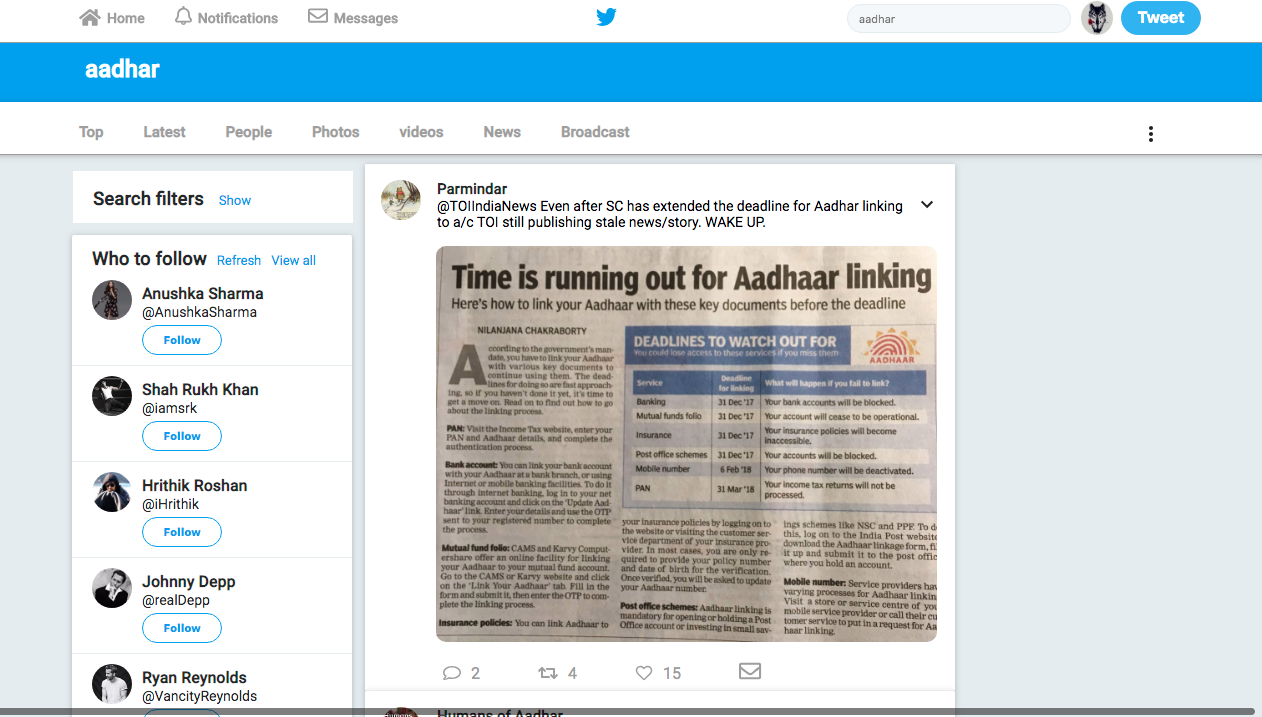 Home
Notifications
Messages
aadhar
Tweet
aadhar
Top
Latest
People
Photos
videos
News
Broadcast
Search filters Show
Who to follow Refresh View all
Anushka Sharma
@AnushkaSharma
Follow
Shah Rukh Khan
@iamsrk
Follow
Hrithik Roshan
@iHrithik
Follow
Johnny Depp
@realDepp
Follow
Ryan Reynolds
@VancityReynolds
Parmindar
@TOIIndiaNews Even after SC has extended the deadline for Aadhar linking
to a/c TOI still publishing stale news/story. WAKE UP.
Time is running out for Aadhaar linking
Here's how to link your Aadhaar with these key documents before the deadline
NILANJANA CHAKRABORTY
According to the government's man-
date, you have to link your Aadhaar
with various key documents to
continue using them. The dead-
lines for doing so are fast approach-
ing, so if you haven't done it yet, it's time to
get a move on. Read on to find out how to go
about the linking process.
PAN: Visit the Income Tax website, enter your
PAN and Aadhaar details, and complete the
authentication process.
Bank account: You can link your bank account
with your Aadhaar at a bank branch, or using
Internet or mobile banking facilities. To do it
through internet banking, log in to your net
banking account and click on the 'Update Aad-
haar' link. Enter your details and use the OTP
sent to your registered number to complete
the process.
Mutual fund folio: CAMS and Karvy Comput-
ershare offer an online facility for linking
your Aadhaar to your mutual fund account.
Go to the CAMS or Karvy website and click
on the 'Link Your Aadhaar' tab. Fill in the
form and submit it, then enter the OTP to com-
plete the linking process.
Insurance policies: You can link Aadhaar to
DEADLINES TO WATCH OUT FOR
You could lose access to these services if you miss them
AADHAAR
Service Deadline for linking What will happen if you fail to link?
Banking 31 Dec '17 Your bank accounts will be blocked.
Mutual funds folio 31 Dec '17 Your account will cease to be operational.
Insurance 31 Dec '17 Your insurance policies will become
inaccessible.
Post office schemes 31 Dec '17 Your accounts will be blocked.
Mobile number 6 Feb '18 Your phone number will be deactivated.
PAN 31 Mar '18 Your income tax returns will not be
processed.
your insurance policies by logging on to
the website or visiting the customer ser-
vice department of your insurance pro-
vider. In most cases, you are only re-
quired to provide your policy number
and date of birth for the verification.
Once verified, you will be asked to update
your Aadhaar number.
Post office schemes: Aadhaar linking is
mandatory for opening or holding a Post
Office account or investing in small sav-
ings schemes like NSC and PPF. To d
this, log on to the India Post website
download the Aadhaar linkage form, fi
it up and submit it to the post offic
where you hold an account.
Mobile number: Service providers hav
varying processes for Aadhaar linkin
Visit a store or service centre of you
mobile service provider or call their cu
tomer service to put in a request for Aa
haar linking.
2
4
15
Humans of Aadhar